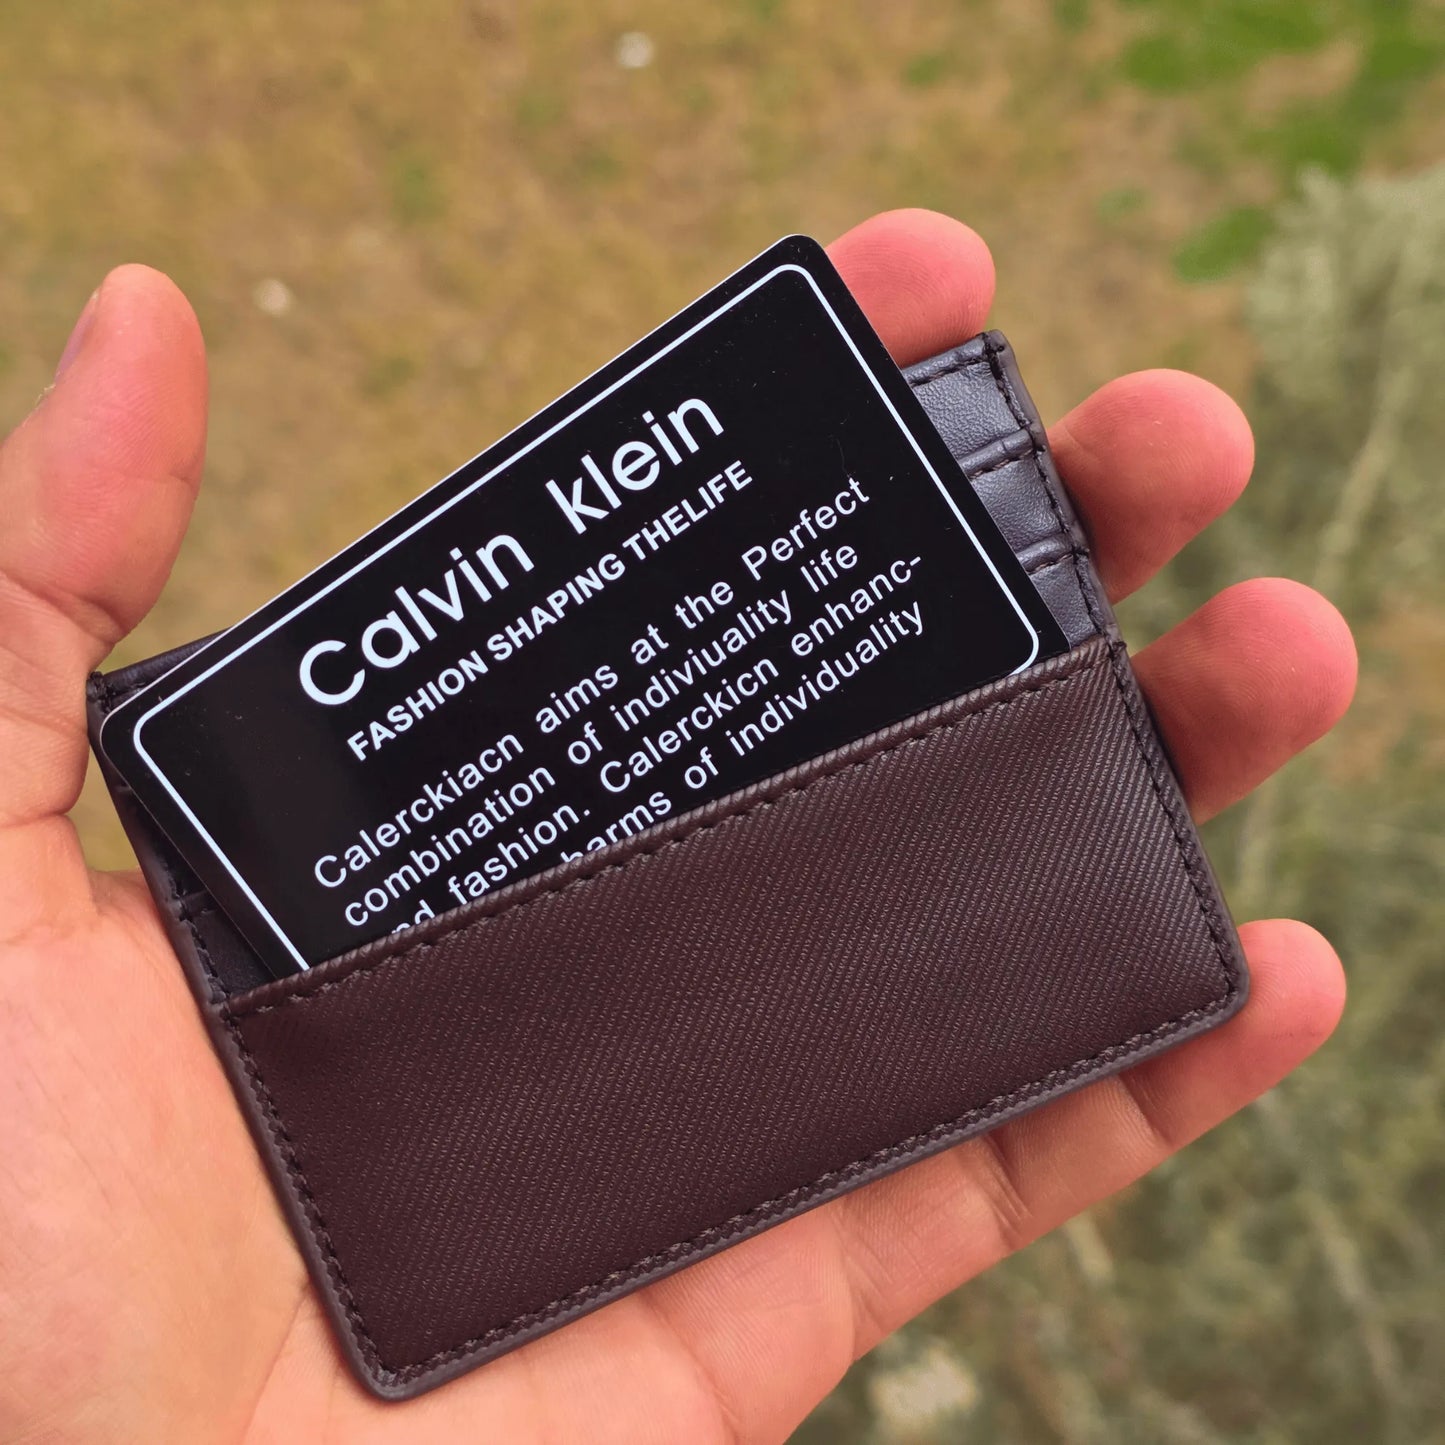 Calvin klein
FASHION SHAPING THELIFE
Calerckiacn aims at the Perfect
combination of indiviuality life
fashion. Calerckicn enhanc-
of individuality